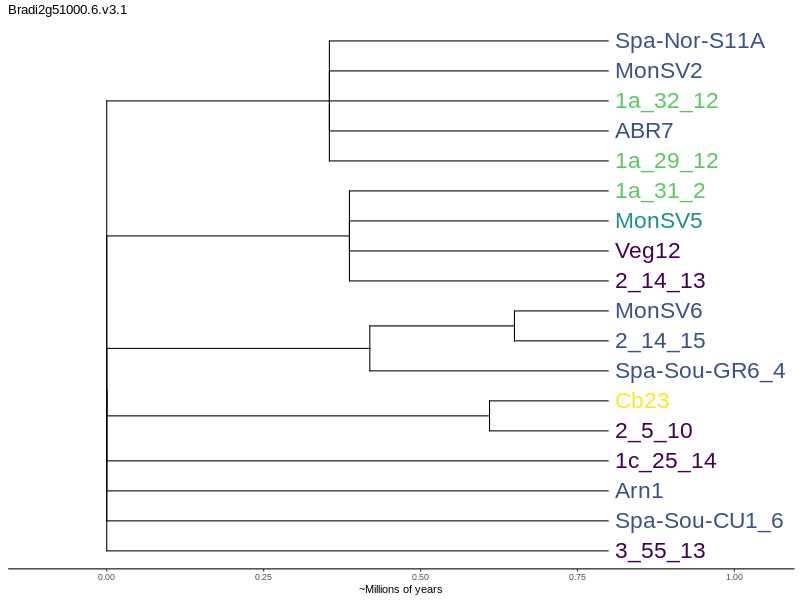 Bradi2g51000.6.v3.1
Spa-Nor-S11A
MonSV2
1a_32_12
ABR7
1a_29_12
1a_31_2
MonSV5
Veg12
2_14_13
MonSV6
2_14_15
Spa-Sou-GR6_4
Cb23
2_5_10
1c_25_14
Arn1
Spa-Sou-CU1_6
3_55_13
0.00 0.25 0.50 0.75 1.00
~Millions of years